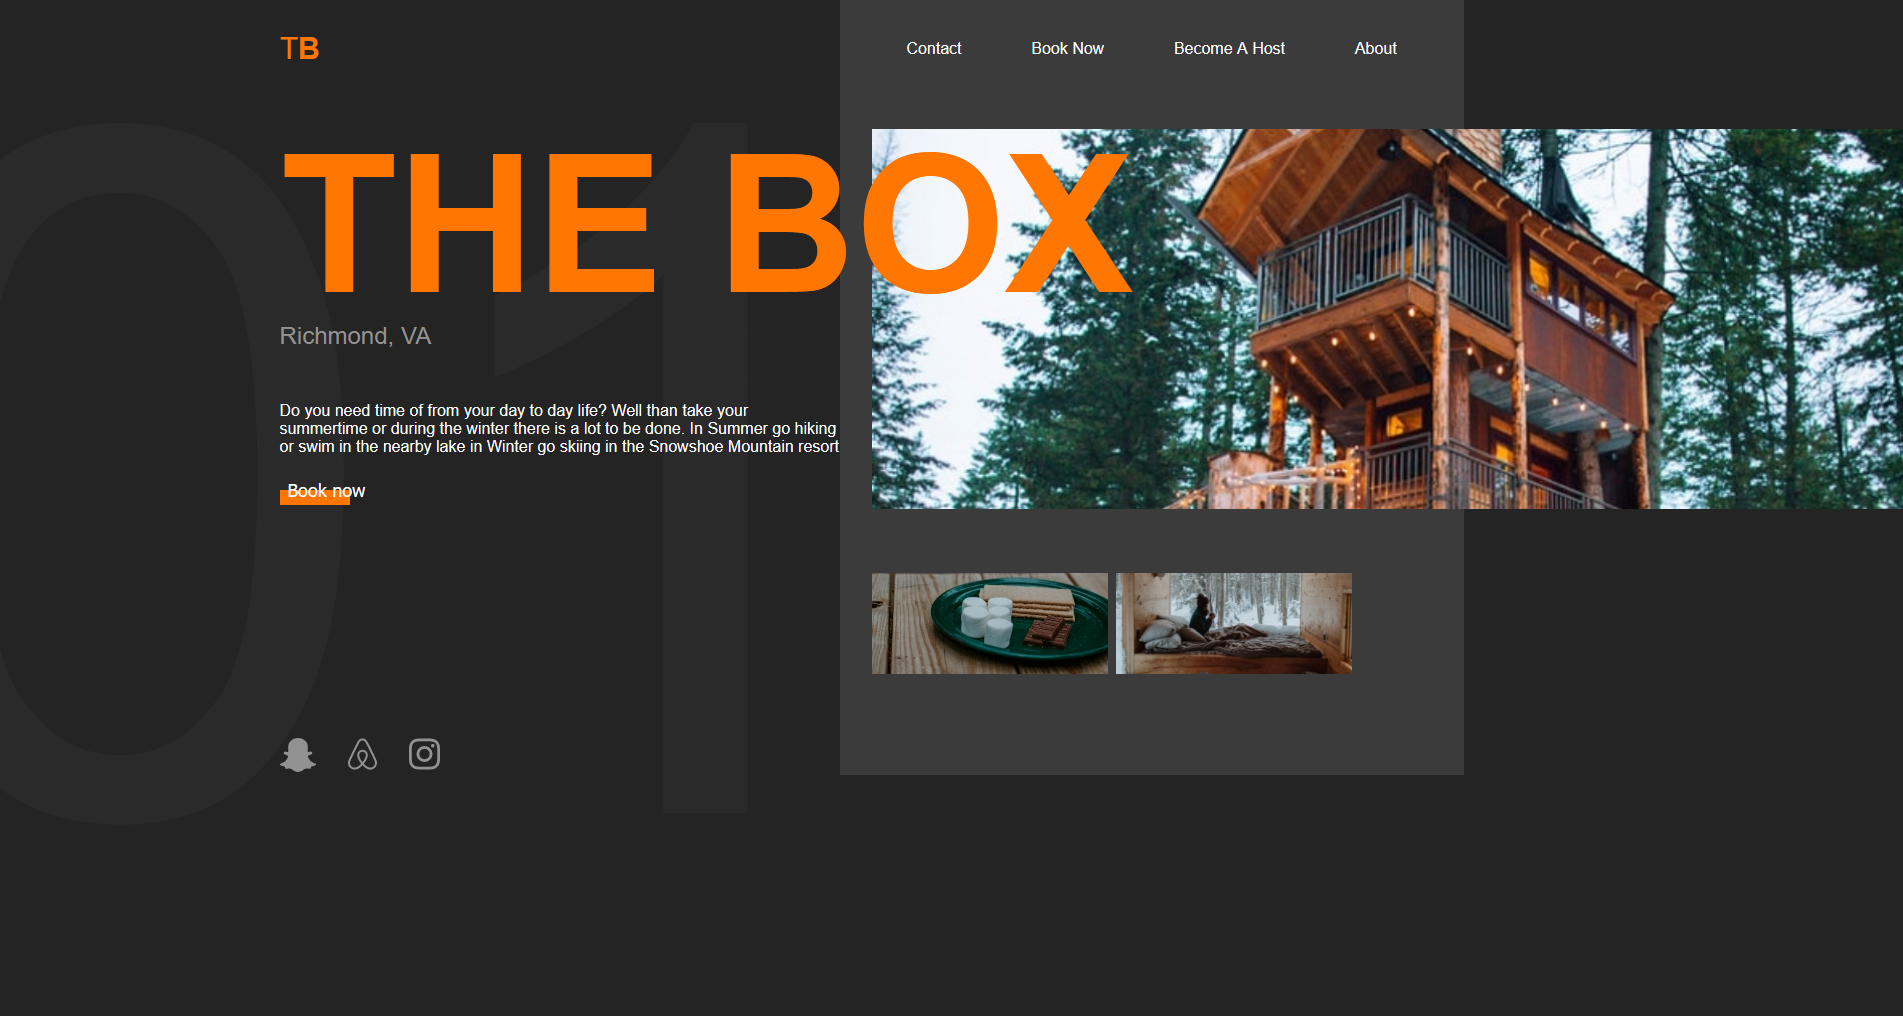 TB
Contact
Book Now
Become A Host
About
01
THE BOX
Richmond, VA
Do you need time of from your day to day life? Well than take your
summertime or during the winter there is a lot to be done. In Summer go hiking
or swim in the nearby lake in Winter go skiing in the Snowshoe Mountain resort
Book now